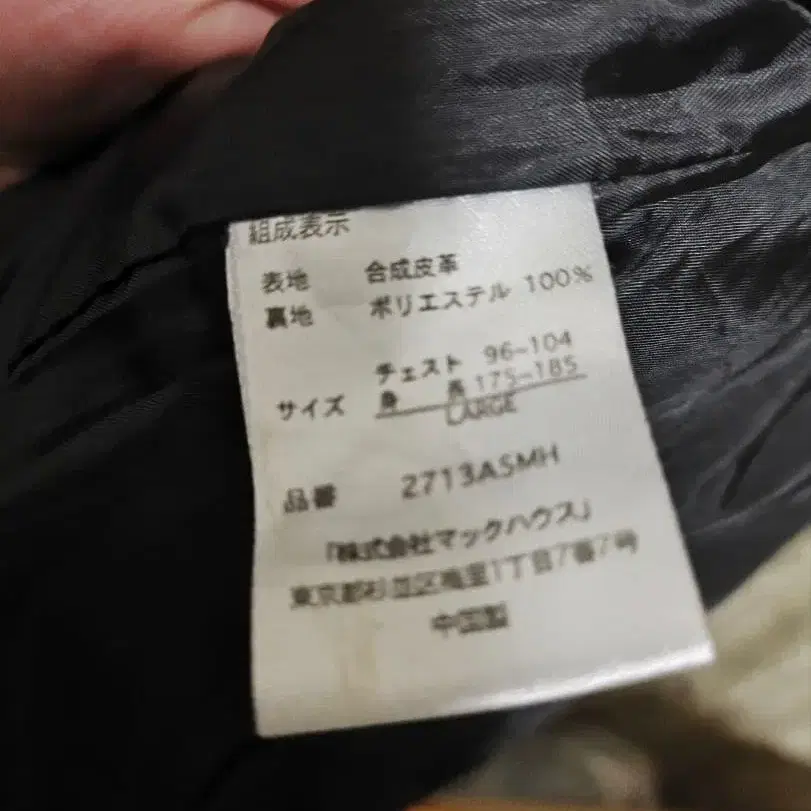 組成表示
表地 合成皮革
裏地 ポリエステル 100%
チェスト 96-104
サイズ 身 高 175-185
LARGE
品番 2713A5MH
「株式会社マックハウス」
東京都杉並区梅里1丁目7番7号
中国製